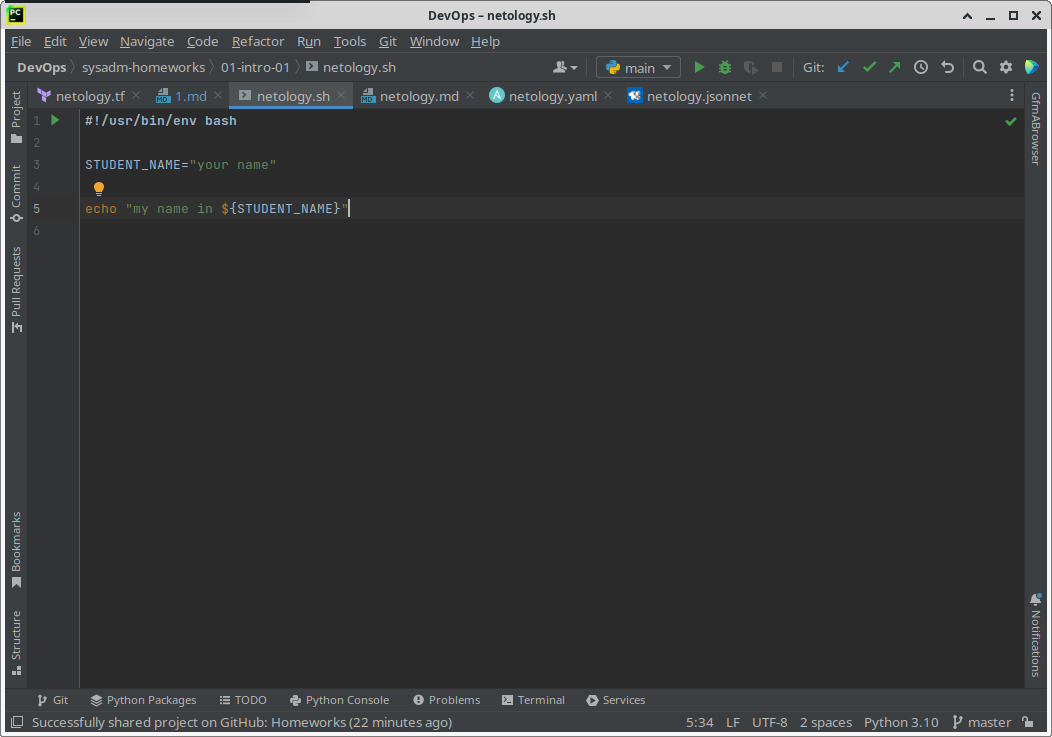 PC
DevOps – netology.sh
File Edit View Navigate Code Refactor Run Tools Git Window Help
DevOps sysadm-homeworks 01-intro-01 netology.sh main Git:
netology.tf 1.md netology.sh netology.md netology.yaml netology.jsonnet
Project
Commit
Pull Requests
Bookmarks
Structure
1 #!/usr/bin/env bash
2
3 STUDENT_NAME="your name"
4
5 echo "my name in ${STUDENT_NAME}"
6
GfmABrowser
Notifications
Git Python Packages TODO Python Console Problems Terminal Services
Successfully shared project on GitHub: Homeworks (22 minutes ago) 5:34 LF UTF-8 2 spaces Python 3.10 master